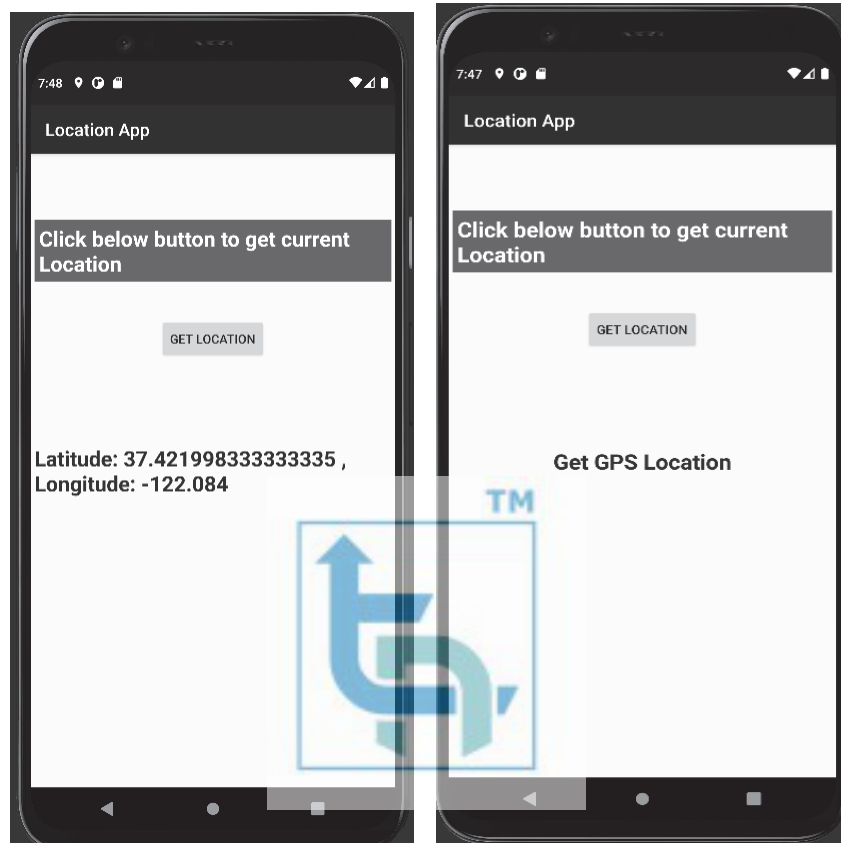 7:48
Location App
Click below button to get current
Location
GET LOCATION
Latitude: 37.421998333333335 ,
Longitude: -122.084
7:47
Location App
Click below button to get current
Location
GET LOCATION
Get GPS Location
TM